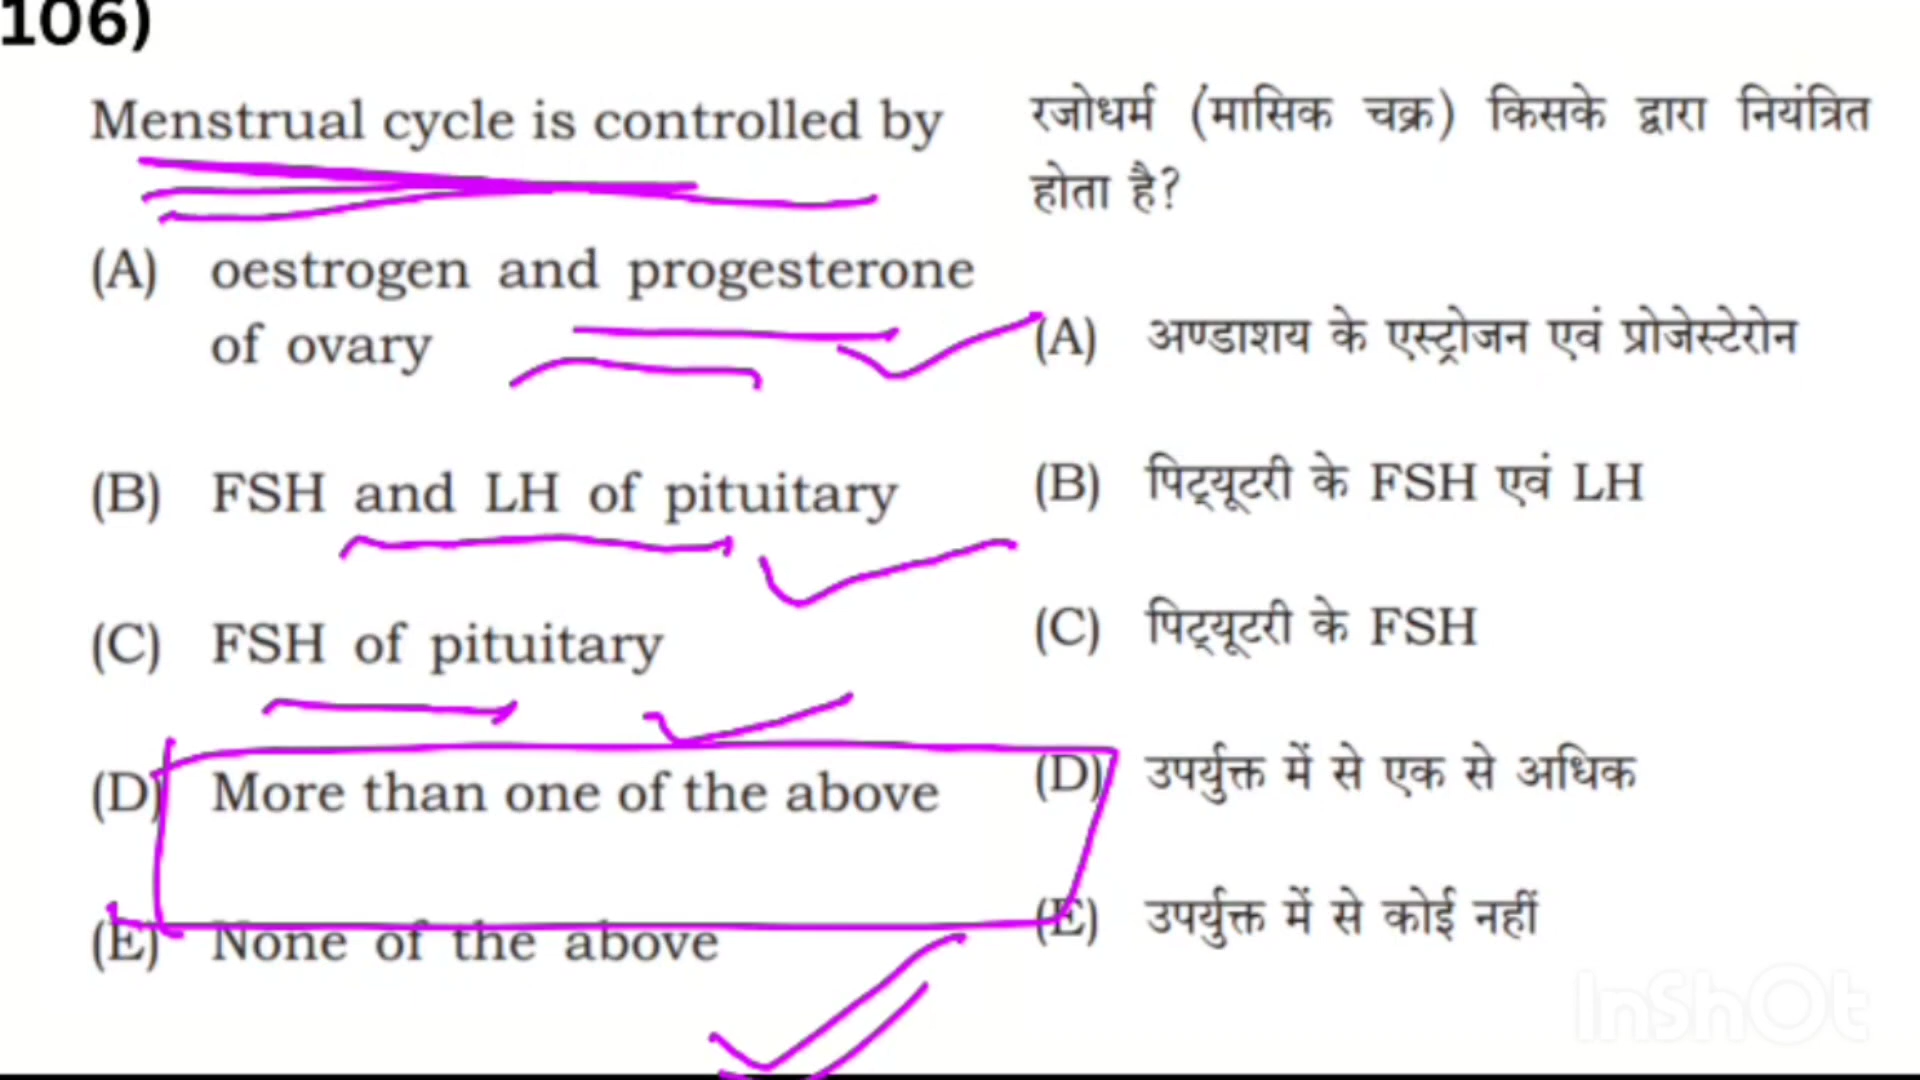 106)
Menstrual cycle is controlled by
(A) oestrogen and progesterone
of ovary
(B) FSH and LH of pituitary
(C) FSH of pituitary
(D) More than one of the above
(E) None of the above
रजोधर्म (मासिक चक्र) किसके द्वारा नियंत्रित
होता है?
(A) अण्डाशय के एस्ट्रोजन एवं प्रोजेस्टेरोन
(B) पिट्यूटरी के FSH एवं LH
(C) पिट्यूटरी के FSH
(D) उपर्युक्त में से एक से अधिक
(E) उपर्युक्त में से कोई नहीं
InShOt